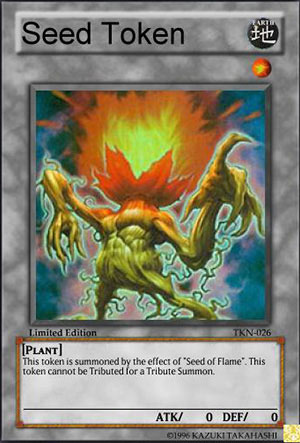 Seed Token
EARTH
地
Limited Edition
TKN-026
[PLANT]
This token is summoned by the effect of "Seed of Flame". This
token cannot be Tributed for a Tribute Summon.
ATK/ 0 DEF/ 0
©1996 KAZUKI TAKAHASHI